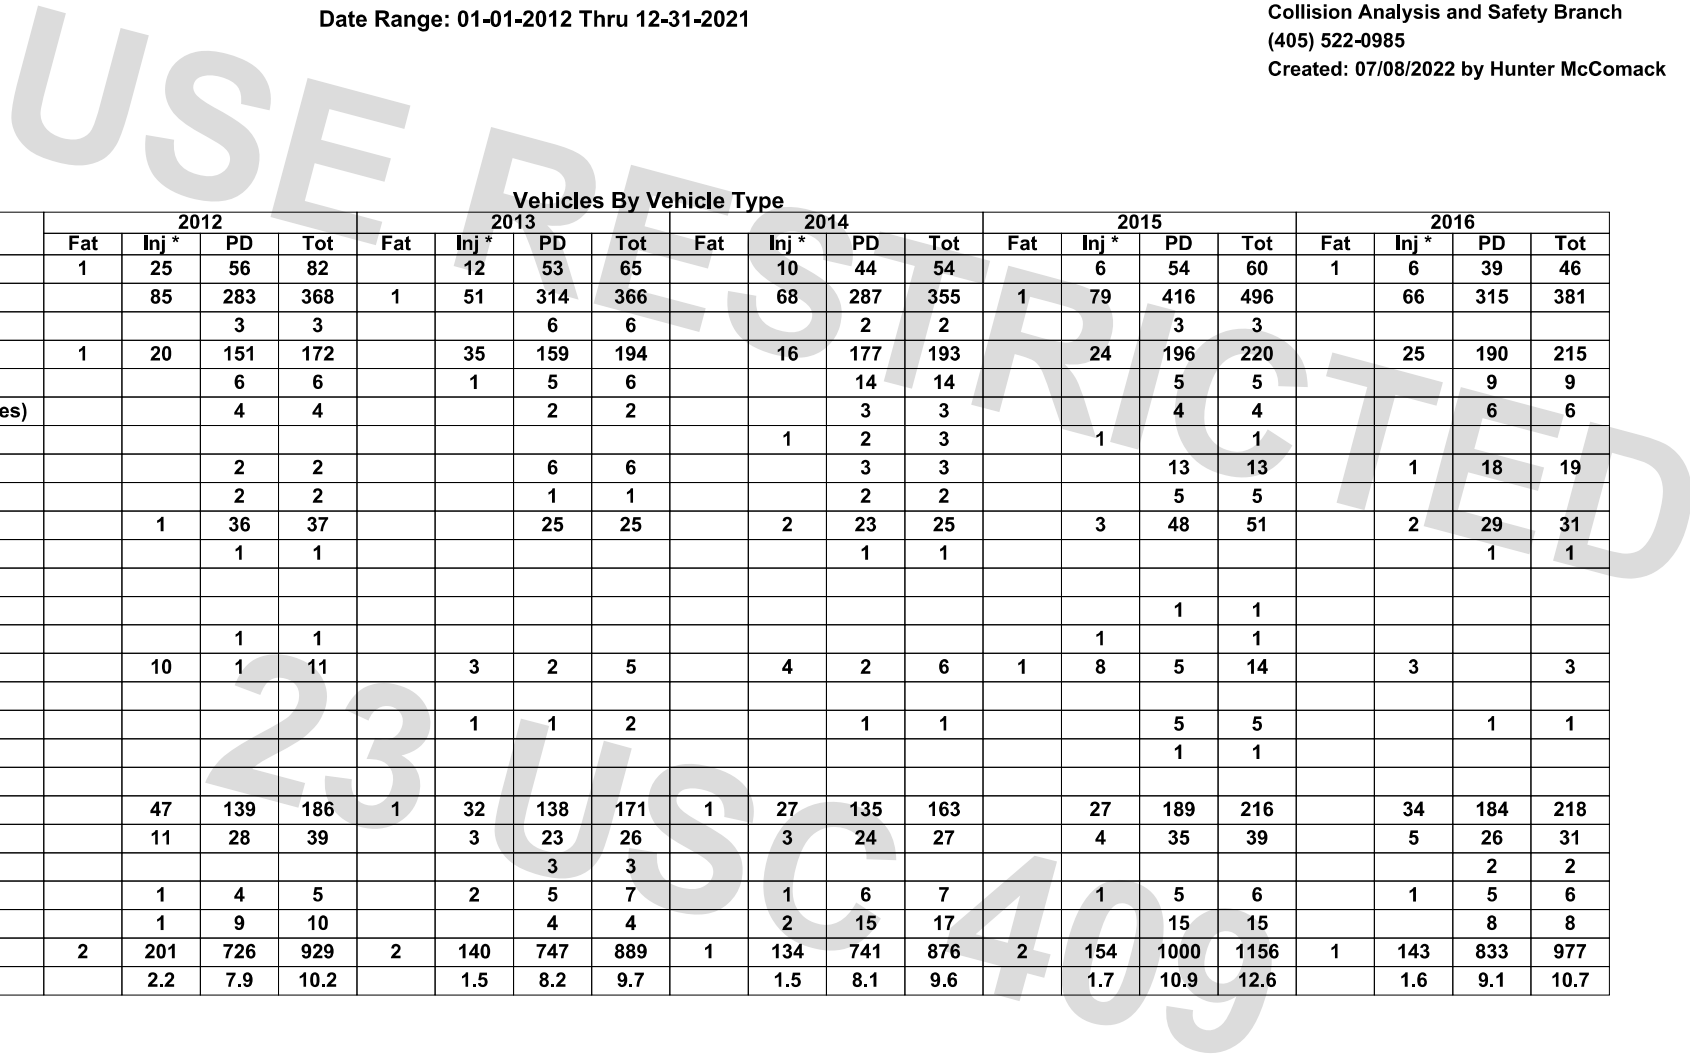 Date Range: 01-01-2012 Thru 12-31-2021
Collision Analysis and Safety Branch
(405) 522-0985
Created: 07/08/2022 by Hunter McComack
USE RESTRICTED
23 USC 409
Vehicles By Vehicle Type
2012 2013 2014 2015 2016
Fat Inj * PD Tot Fat Inj * PD Tot Fat Inj * PD Tot Fat Inj * PD Tot Fat Inj * PD Tot
1 25 56 82 12 53 65 10 44 54 6 54 60 1 6 39 46
85 283 368 1 51 314 366 68 287 355 1 79 416 496 66 315 381
3 3 6 6 2 2 3 3
1 20 151 172 35 159 194 16 177 193 24 196 220 25 190 215
6 6 1 5 6 14 14 5 5 9 9
es) 4 4 2 2 3 3 4 4 6 6
1 2 3 1 1
2 2 6 6 3 3 13 13 1 18 19
2 2 1 1 2 2 5 5
1 36 37 25 25 2 23 25 3 48 51 2 29 31
1 1 1 1 1 1
1 1
1 1 1 1
10 1 11 3 2 5 4 2 6 1 8 5 14 3 3
1 1 2 1 1 5 5 1 1
1 1
47 139 186 1 32 138 171 1 27 135 163 27 189 216 34 184 218
11 28 39 3 23 26 3 24 27 4 35 39 5 26 31
3 3 2 2
1 4 5 2 5 7 1 6 7 1 5 6 1 5 6
1 9 10 4 4 2 15 17 15 15 8 8
2 201 726 929 2 140 747 889 1 134 741 876 2 154 1000 1156 1 143 833 977
2.2 7.9 10.2 1.5 8.2 9.7 1.5 8.1 9.6 1.7 10.9 12.6 1.6 9.1 10.7